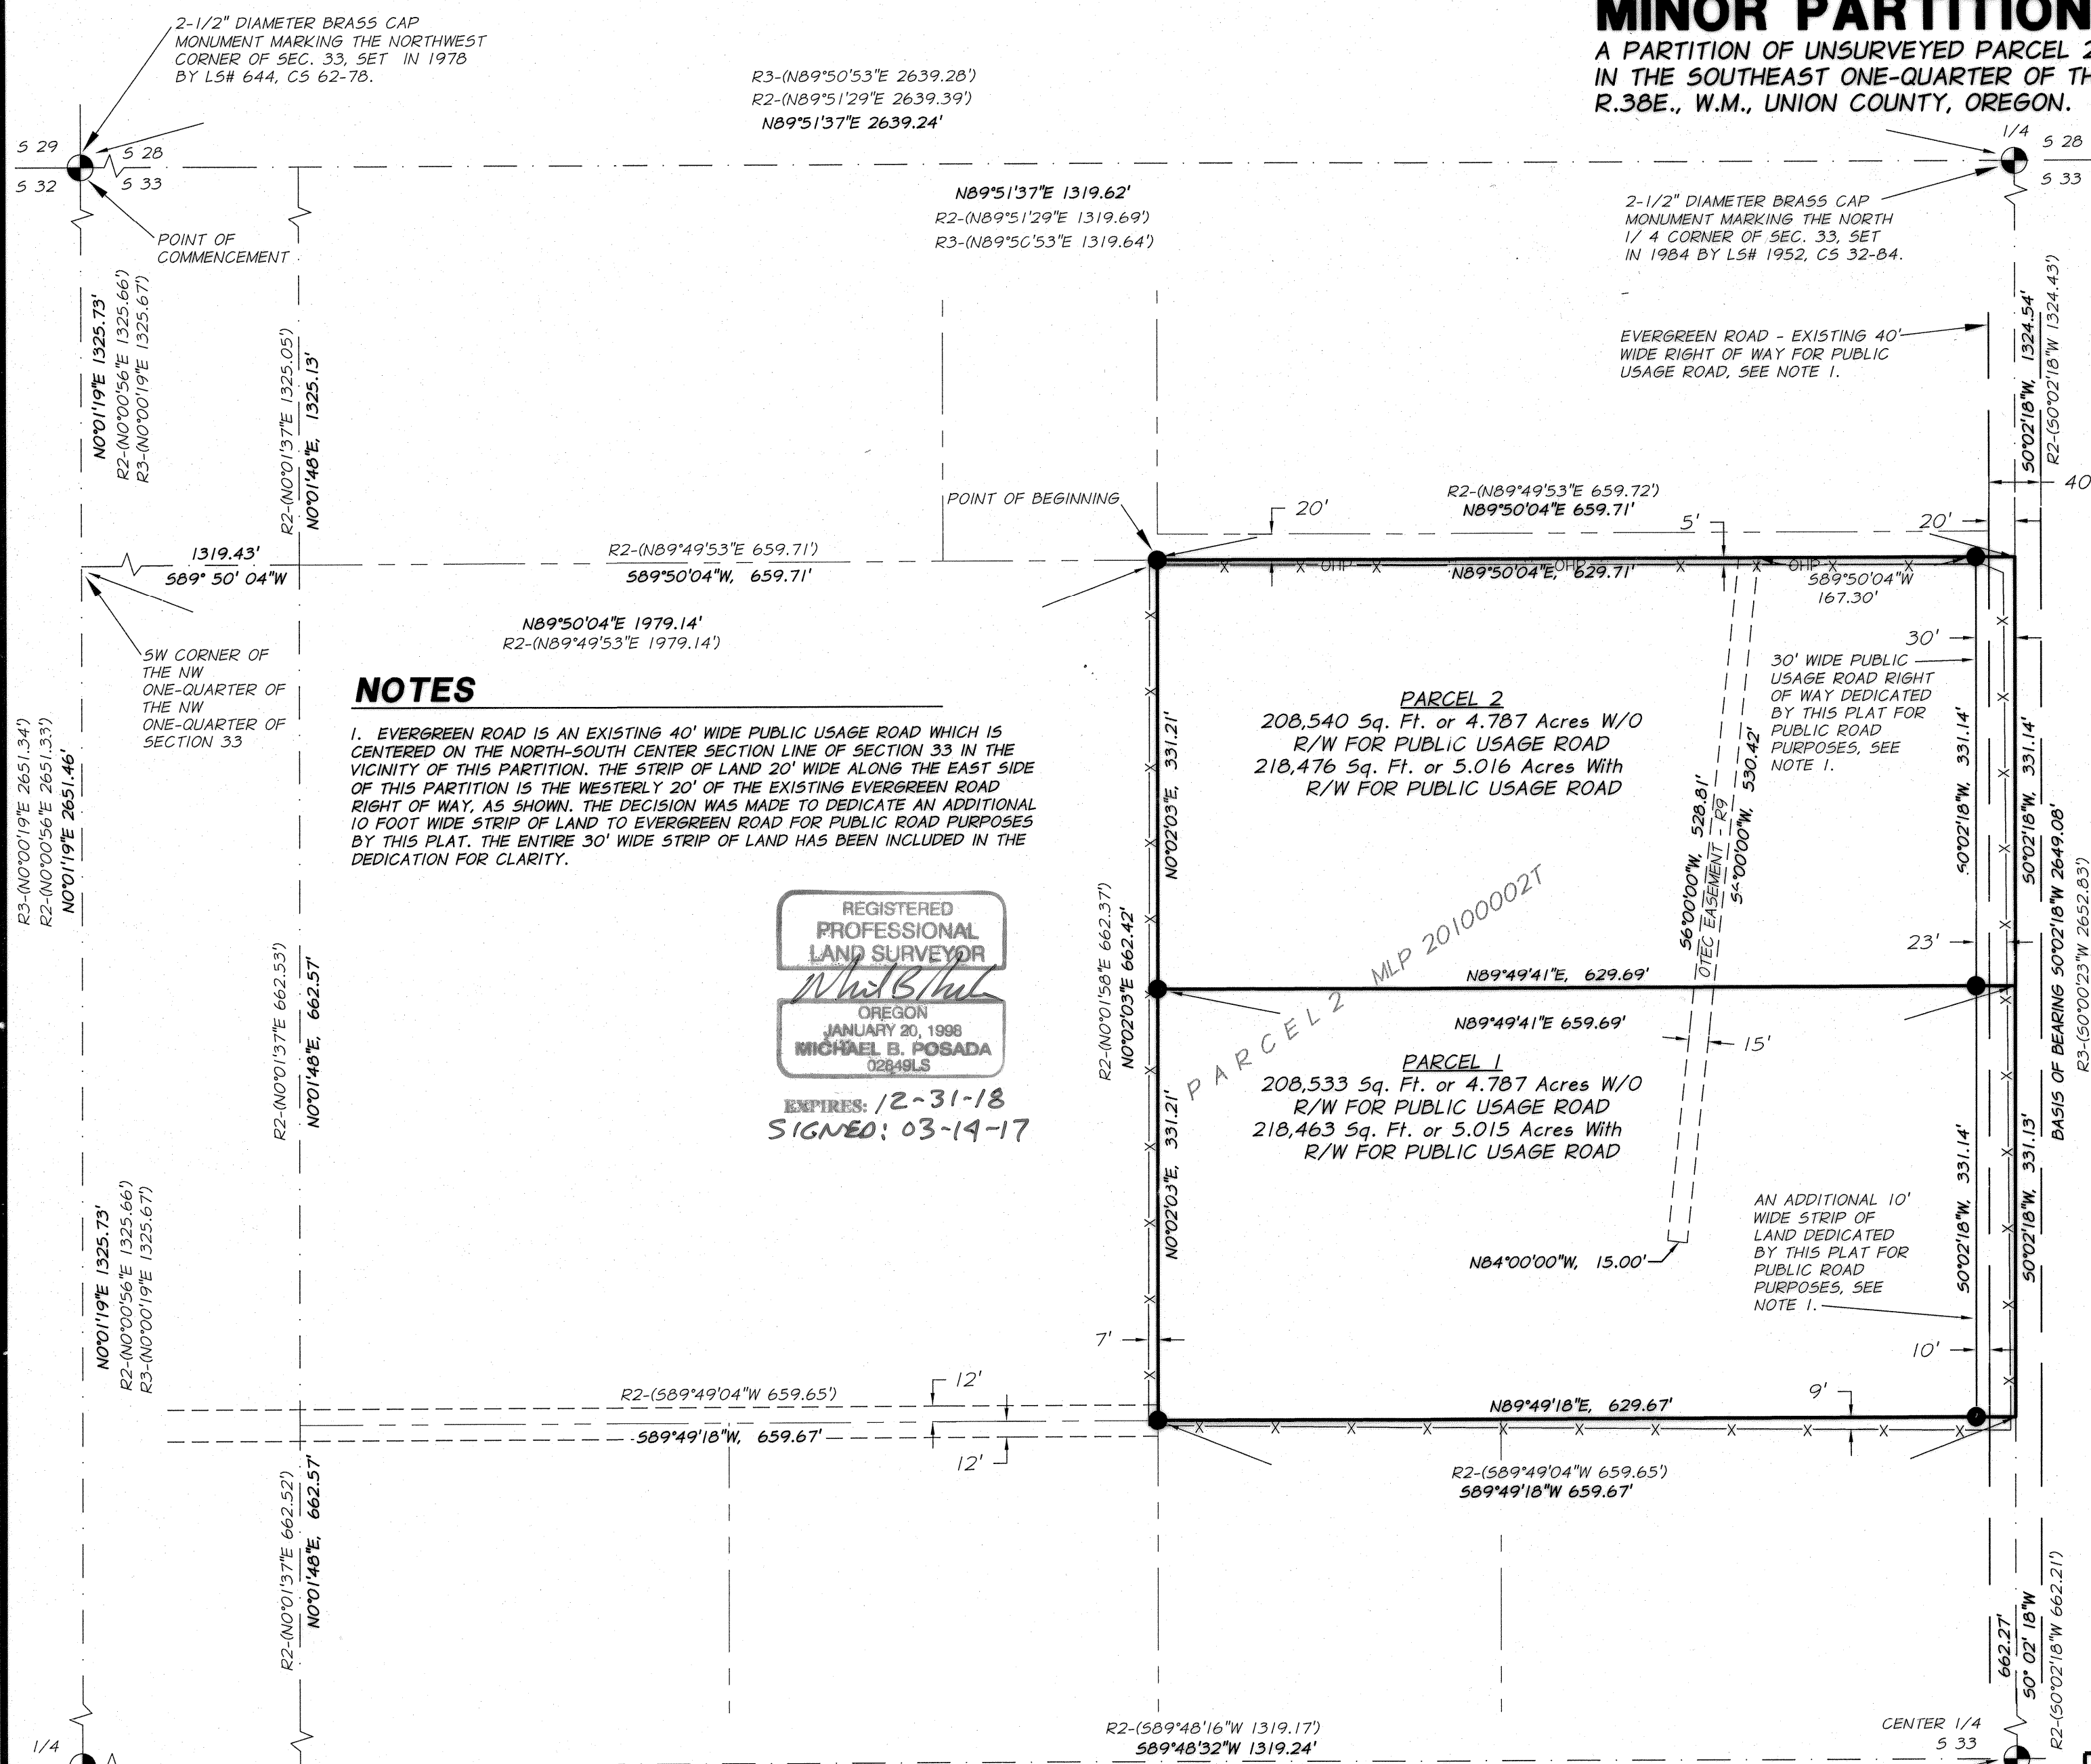 MINOR PARTITION
A PARTITION OF UNSURVEYED PARCEL 2
IN THE SOUTHEAST ONE-QUARTER OF TH
R.38E., W.M., UNION COUNTY, OREGON.
2-1/2" DIAMETER BRASS CAP
MONUMENT MARKING THE NORTHWEST
CORNER OF SEC. 33, SET IN 1978
BY LS# 644, CS 62-78.
R3-(N89°50'53"E 2639.28')
R2-(N89°51'29"E 2639.39')
N89°51'37"E 2639.24'
S 29
S 28
S 32
S 33
1/4
S 28
S 33
POINT OF
COMMENCEMENT
N89°51'37"E 1319.62'
R2-(N89°51'29"E 1319.69')
R3-(N89°50'53"E 1319.64')
2-1/2" DIAMETER BRASS CAP
MONUMENT MARKING THE NORTH
1/ 4 CORNER OF SEC. 33, SET
IN 1984 BY LS# 1952, CS 32-84.
EVERGREEN ROAD - EXISTING 40'
WIDE RIGHT OF WAY FOR PUBLIC
USAGE ROAD, SEE NOTE 1.
N0°01'19"E 1325.73'
R2-(N0°00'56"E 1325.66')
R3-(N0°00'19"E 1325.67')
R2-(N0°01'37"E 1325.05')
N0°01'48"E, 1325.13'
S0°02'18"W, 1324.54'
R2-(S0°02'18"W 1324.43')
40
POINT OF BEGINNING
20'
R2-(N89°49'53"E 659.72')
N89°50'04"E 659.71'
5'
20'
1319.43'
S89° 50' 04"W
R2-(N89°49'53"E 659.71')
S89°50'04"W, 659.71'
OHP
N89°50'04"E, 629.71'
OHP
OHP
S89°50'04"W
167.30'
N89°50'04"E 1979.14'
R2-(N89°49'53"E 1979.14')
SW CORNER OF
THE NW
ONE-QUARTER OF
THE NW
ONE-QUARTER OF
SECTION 33
NOTES
1. EVERGREEN ROAD IS AN EXISTING 40' WIDE PUBLIC USAGE ROAD WHICH IS
CENTERED ON THE NORTH-SOUTH CENTER SECTION LINE OF SECTION 33 IN THE
VICINITY OF THIS PARTITION. THE STRIP OF LAND 20' WIDE ALONG THE EAST SIDE
OF THIS PARTITION IS THE WESTERLY 20' OF THE EXISTING EVERGREEN ROAD
RIGHT OF WAY, AS SHOWN. THE DECISION WAS MADE TO DEDICATE AN ADDITIONAL
10 FOOT WIDE STRIP OF LAND TO EVERGREEN ROAD FOR PUBLIC ROAD PURPOSES
BY THIS PLAT. THE ENTIRE 30' WIDE STRIP OF LAND HAS BEEN INCLUDED IN THE
DEDICATION FOR CLARITY.
30'
30' WIDE PUBLIC
USAGE ROAD RIGHT
OF WAY DEDICATED
BY THIS PLAT FOR
PUBLIC ROAD
PURPOSES, SEE
NOTE 1.
PARCEL 2
208,540 Sq. Ft. or 4.787 Acres W/O
R/W FOR PUBLIC USAGE ROAD
218,476 Sq. Ft. or 5.016 Acres With
R/W FOR PUBLIC USAGE ROAD
R3-(N0°00'19"E 2651.34')
R2-(N0°00'56"E 2651.33')
N0°01'19"E 2651.46'
N0°02'03"E, 331.21'
S6°00'00"W, 528.81'
OTEC EASEMENT - R9
530.42'
S0°02'18"W, 331.14'
S0°02'18"W, 331.14'
BASIS OF BEARING S0°02'18"W 2649.08'
R3-(S0°00'23"W 2652.83')
23'
REGISTERED
PROFESSIONAL
LAND SURVEYOR
OREGON
JANUARY 20, 1998
MICHAEL B. POSADA
02849LS
EXPIRES: 12-31-18
SIGNED: 03-14-17
R2-(N0°01'37"E 662.53')
N0°01'48"E, 662.57'
R2-(N0°01'58"E 662.37')
N0°02'03"E 662.42'
PARCEL 2 MLP 20100002T
N89°49'41"E, 629.69'
N89°49'41"E 659.69'
15'
PARCEL 1
208,533 Sq. Ft. or 4.787 Acres W/O
R/W FOR PUBLIC USAGE ROAD
218,463 Sq. Ft. or 5.015 Acres With
R/W FOR PUBLIC USAGE ROAD
N0°02'03"E, 331.21'
N84°00'00"W, 15.00'
AN ADDITIONAL 10'
WIDE STRIP OF
LAND DEDICATED
BY THIS PLAT FOR
PUBLIC ROAD
PURPOSES, SEE
NOTE 1.
S0°02'18"W, 331.14'
S0°02'18"W, 331.13'
N0°01'19"E 1325.73'
R2-(N0°00'56"E 1325.66')
R3-(N0°00'19"E 1325.67')
7'
10'
R2-(S89°49'04"W 659.65')
S89°49'18"W, 659.67'
12'
12'
N89°49'18"E, 629.67'
9'
R2-(S89°49'04"W 659.65')
S89°49'18"W 659.67'
R2-(N0°01'37"E 662.52')
N0°01'48"E, 662.57'
662.27'
S0° 02' 18"W
R2-(S0°02'18"W 662.21')
R2-(S89°48'16"W 1319.17')
S89°48'32"W 1319.24'
CENTER 1/4
S 33
1/4